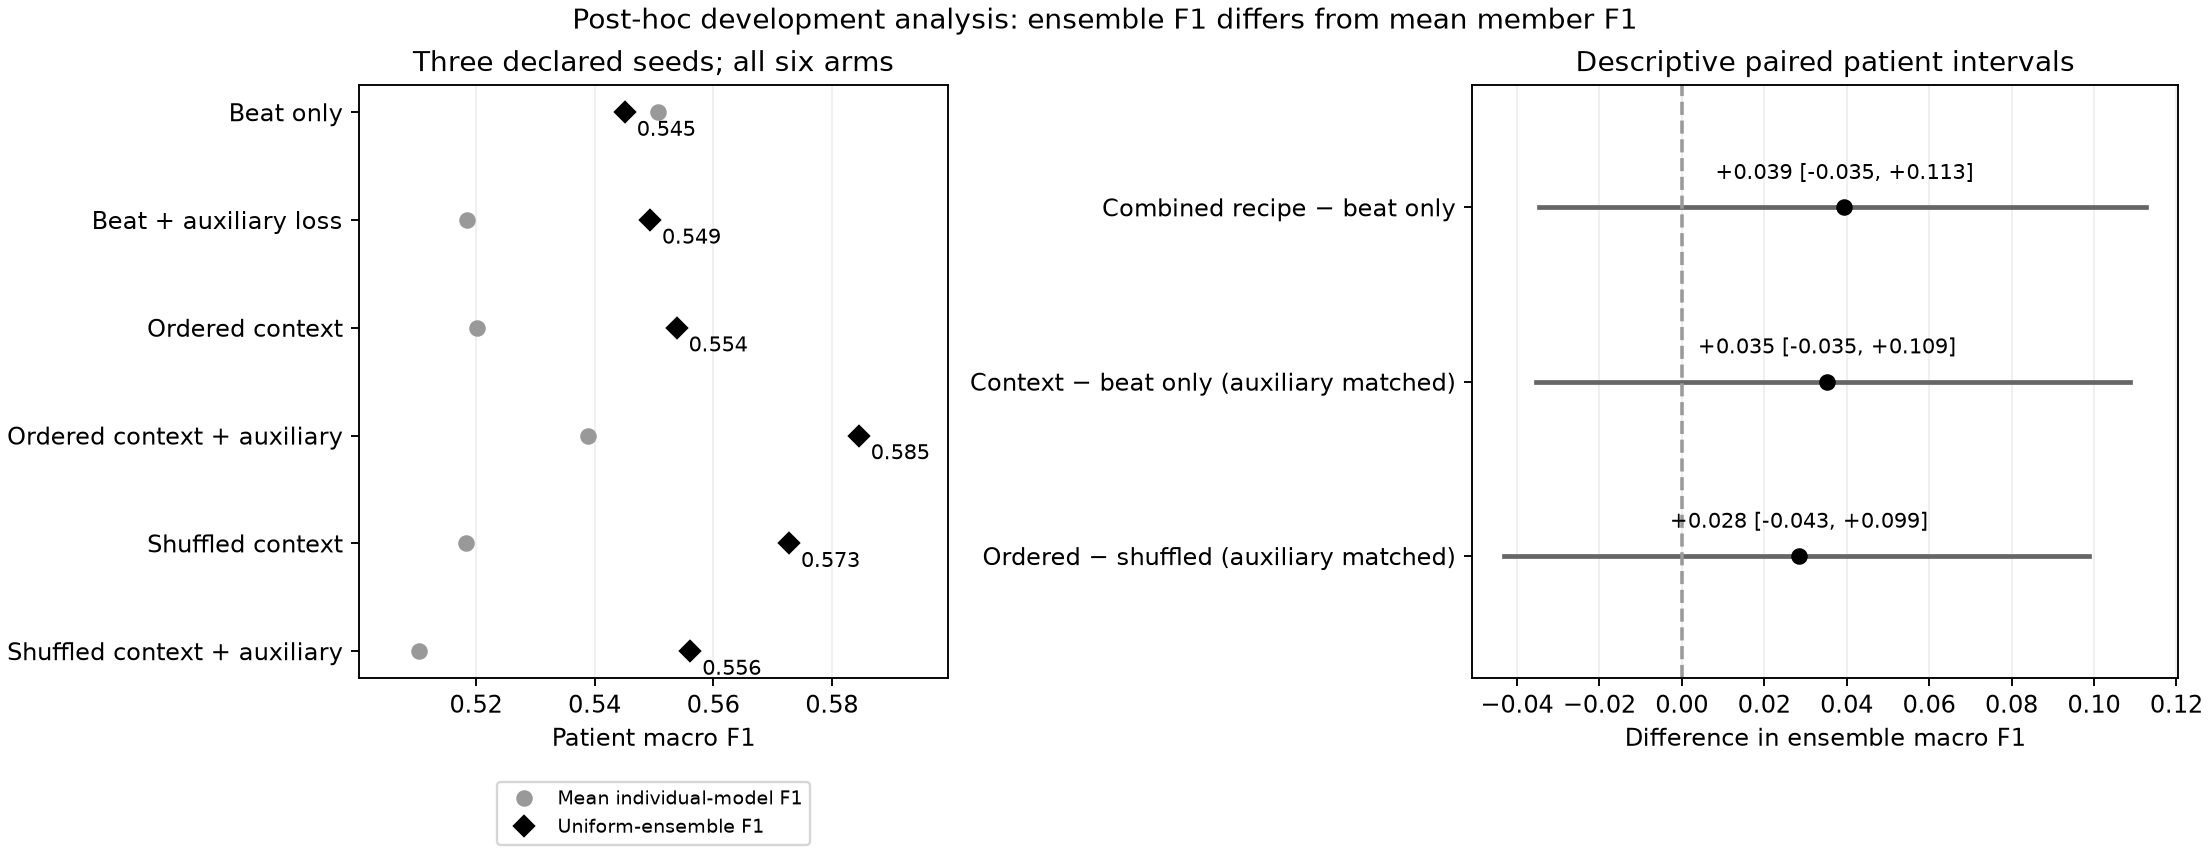 Post-hoc development analysis: ensemble F1 differs from mean member F1
Three declared seeds; all six arms
Beat only
Beat + auxiliary loss
Ordered context
Ordered context + auxiliary
Shuffled context
Shuffled context + auxiliary
0.545
0.549
0.554
0.585
0.573
0.556
0.52 0.54 0.56 0.58
Patient macro F1
Mean individual-model F1
Uniform-ensemble F1
Descriptive paired patient intervals
Combined recipe − beat only
Context − beat only (auxiliary matched)
Ordered − shuffled (auxiliary matched)
+0.039 [-0.035, +0.113]
+0.035 [-0.035, +0.109]
+0.028 [-0.043, +0.099]
−0.04 −0.02 0.00 0.02 0.04 0.06 0.08 0.10 0.12
Difference in ensemble macro F1